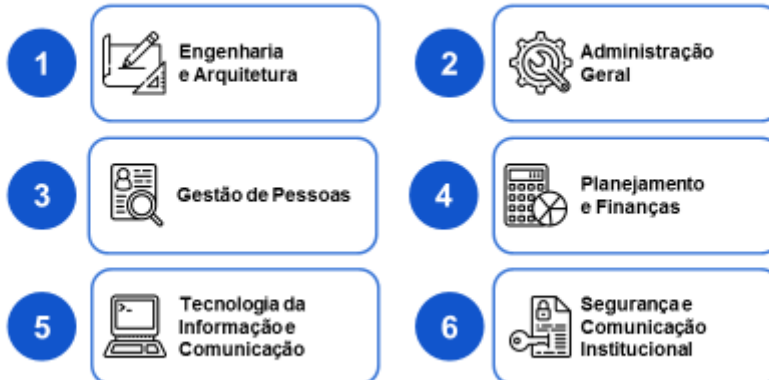 1
Engenharia
e Arquitetura
2
Administração
Geral
3
Gestão de Pessoas
4
Planejamento
e Finanças
5
Tecnologia da
Informação e
Comunicação
6
Segurança e
Comunicação
Institucional